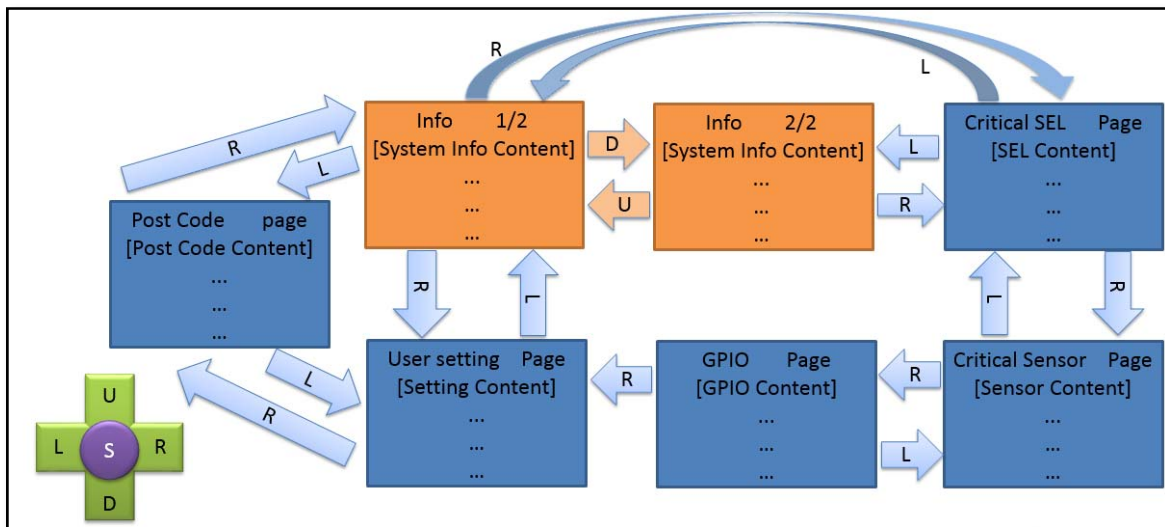 R
L
Info 1/2
[System Info Content]
...
...
...
D
U
Info 2/2
[System Info Content]
...
...
...
L
R
Critical SEL Page
[SEL Content]
...
...
...
R
L
Post Code page
[Post Code Content]
...
...
...
R
L
L
R
L
R
User setting Page
[Setting Content]
...
...
...
R
GPIO Page
[GPIO Content]
...
...
...
R
L
Critical Sensor Page
[Sensor Content]
...
...
...
U
L S R
D